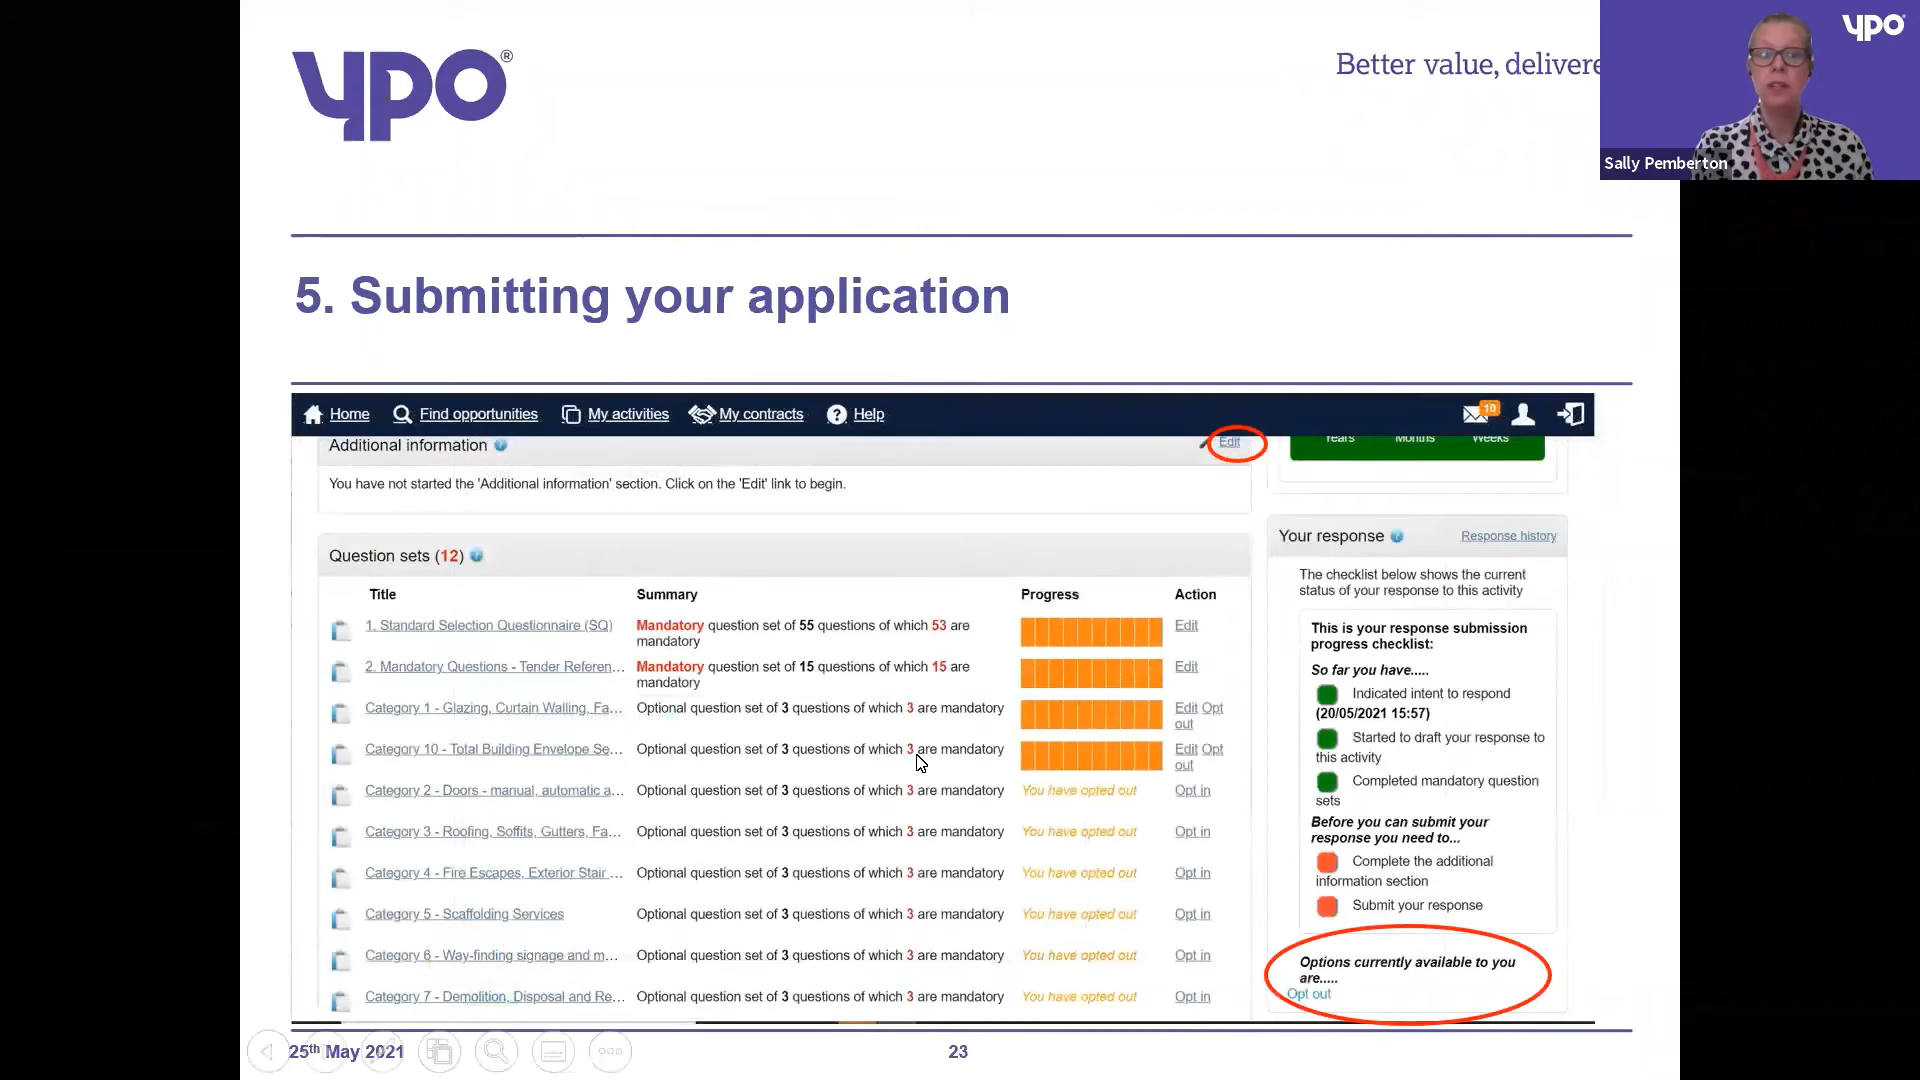 ypo®
Better value, delivere
ypo
Sally Pemberton
5. Submitting your application
Home Find opportunities My activities My contracts Help 10
Additional information Edit
Years Months Weeks
You have not started the 'Additional information' section. Click on the 'Edit' link to begin.
Question sets (12)
Title Summary Progress Action
1. Standard Selection Questionnaire (SQ) Mandatory question set of 55 questions of which 53 are Edit
mandatory
2. Mandatory Questions - Tender Referen... Mandatory question set of 15 questions of which 15 are Edit
mandatory
Category 1 - Glazing, Curtain Walling, Fa... Optional question set of 3 questions of which 3 are mandatory Edit Opt
out
Category 10 - Total Building Envelope Se... Optional question set of 3 questions of which 3 are mandatory Edit Opt
out
Category 2 - Doors - manual, automatic a... Optional question set of 3 questions of which 3 are mandatory You have opted out Opt in
Category 3 - Roofing, Soffits, Gutters, Fa... Optional question set of 3 questions of which 3 are mandatory You have opted out Opt in
Category 4 - Fire Escapes, Exterior Stair ... Optional question set of 3 questions of which 3 are mandatory You have opted out Opt in
Category 5 - Scaffolding Services Optional question set of 3 questions of which 3 are mandatory You have opted out Opt in
Category 6 - Way-finding signage and m... Optional question set of 3 questions of which 3 are mandatory You have opted out Opt in
Category 7 - Demolition, Disposal and Re... Optional question set of 3 questions of which 3 are mandatory You have opted out Opt in
Your response Response history
The checklist below shows the current
status of your response to this activity
This is your response submission
progress checklist:
So far you have.....
Indicated intent to respond
(20/05/2021 15:57)
Started to draft your response to
this activity
Completed mandatory question
sets
Before you can submit your
response you need to...
Complete the additional
information section
Submit your response
Options currently available to you
are.....
Opt out
25th May 2021
23